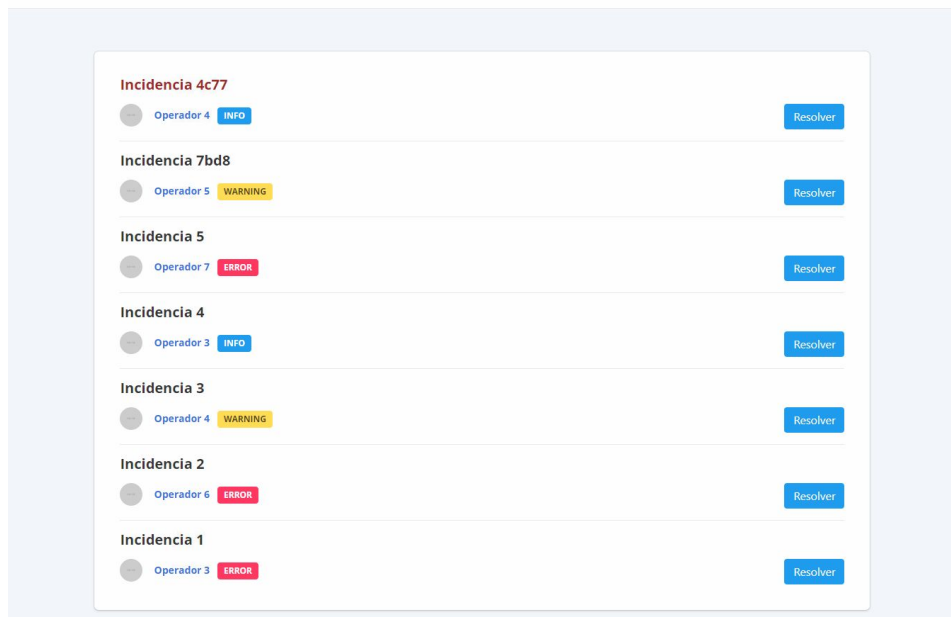 Incidencia 4c77
Operador 4 INFO Resolver
Incidencia 7bd8
Operador 5 WARNING Resolver
Incidencia 5
Operador 7 ERROR Resolver
Incidencia 4
Operador 3 INFO Resolver
Incidencia 3
Operador 4 WARNING Resolver
Incidencia 2
Operador 6 ERROR Resolver
Incidencia 1
Operador 3 ERROR Resolver